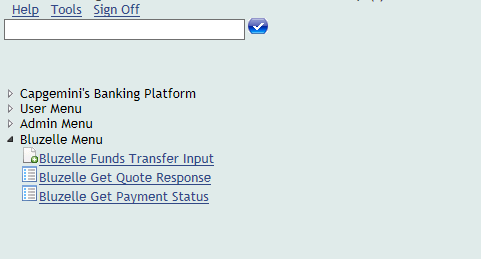 Help Tools Sign Off
Capgemini's Banking Platform
User Menu
Admin Menu
Bluzelle Menu
Bluzelle Funds Transfer Input
Bluzelle Get Quote Response
Bluzelle Get Payment Status